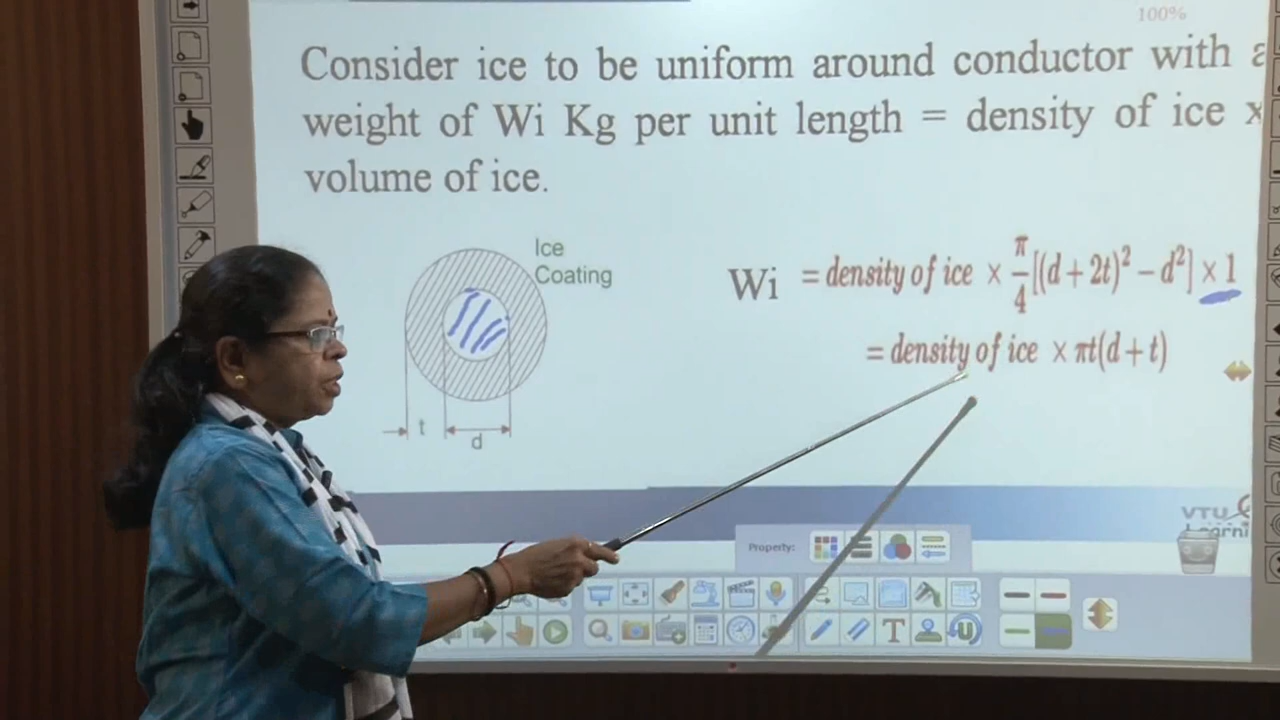 100%
Consider ice to be uniform around conductor with a
weight of Wi Kg per unit length = density of ice x
volume of ice.
Ice
Coating
Wi = density of ice × π/4 [(d + 2t)² − d²] × 1
= density of ice × πt(d + t)
t
d
VTU
Learni
Property:
T